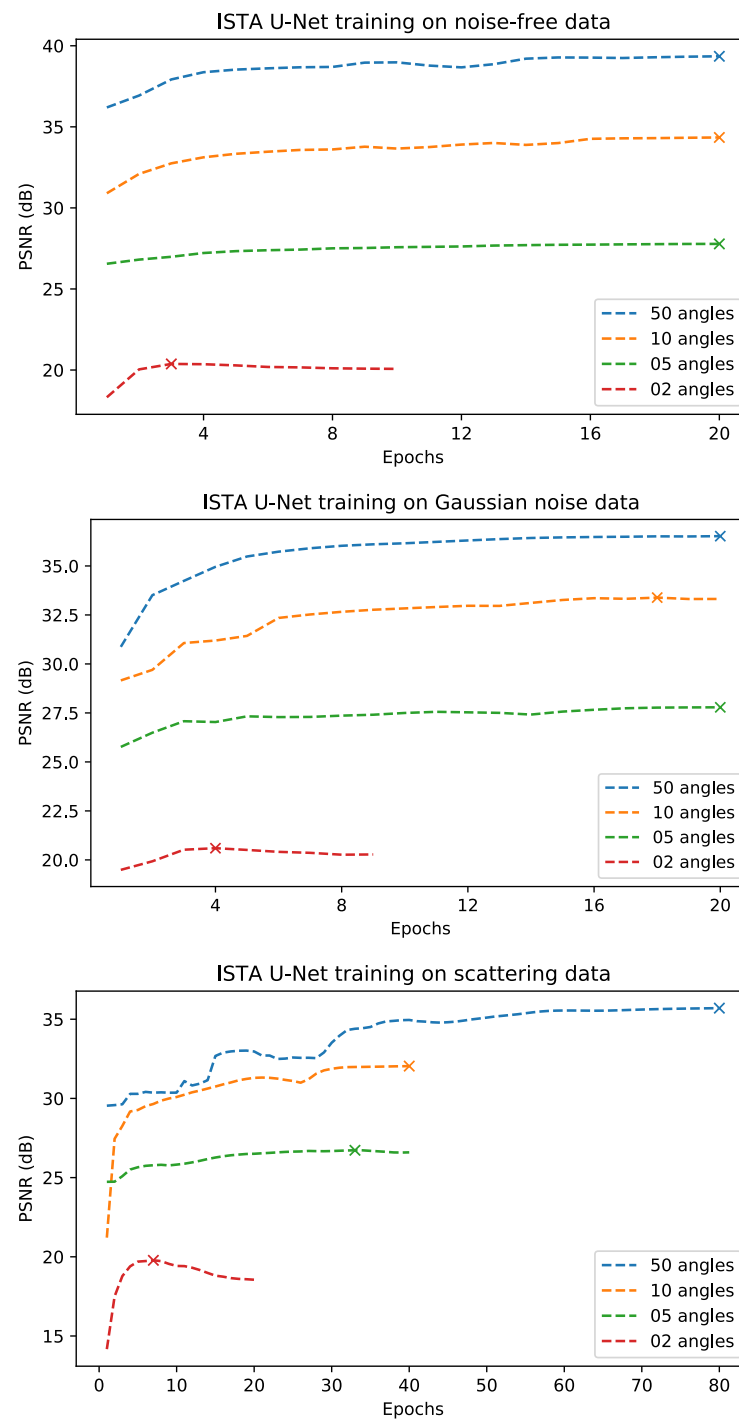 ISTA U-Net training on noise-free data
PSNR (dB)
40
35
30
25
20
50 angles
10 angles
05 angles
02 angles
4 8 12 16 20
Epochs
ISTA U-Net training on Gaussian noise data
PSNR (dB)
35.0
32.5
30.0
27.5
25.0
22.5
20.0
50 angles
10 angles
05 angles
02 angles
4 8 12 16 20
Epochs
ISTA U-Net training on scattering data
PSNR (dB)
35
30
25
20
15
50 angles
10 angles
05 angles
02 angles
0 10 20 30 40 50 60 70 80
Epochs